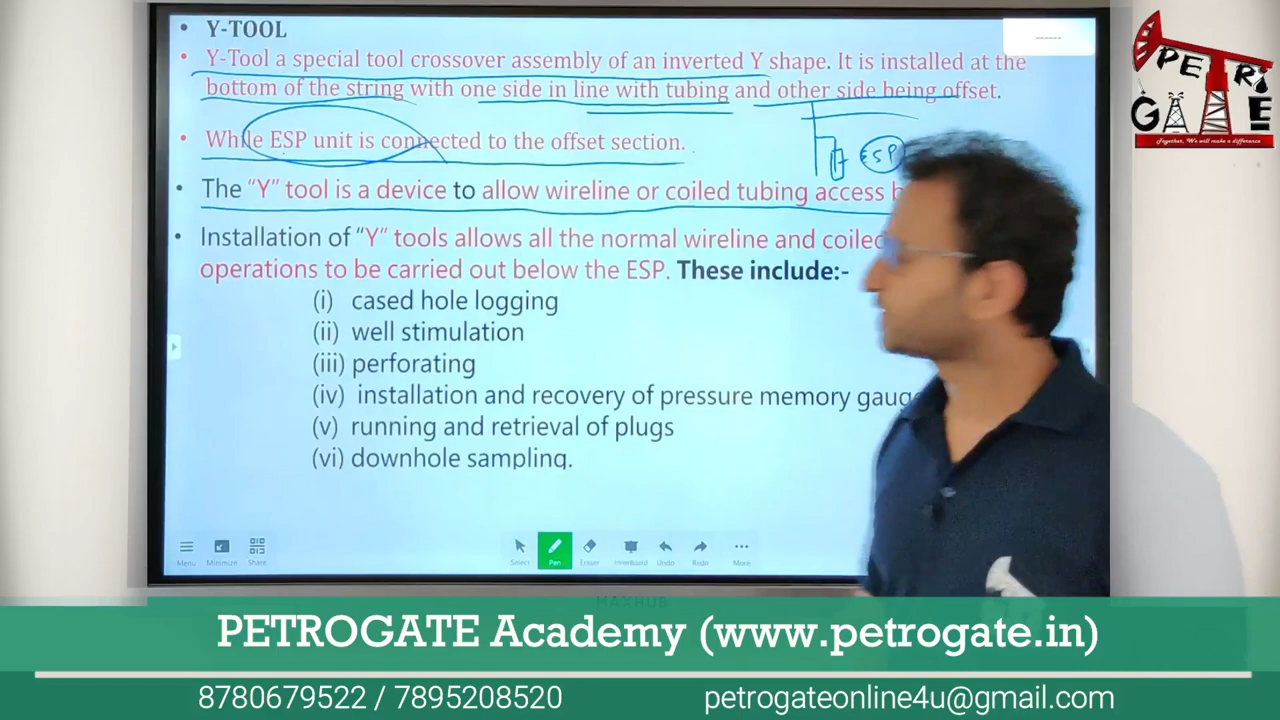 • Y-TOOL
• Y-Tool a special tool crossover assembly of an inverted Y shape. It is installed at the
bottom of the string with one side in line with tubing and other side being offset.
• While ESP unit is connected to the offset section.
ESP
• The “Y” tool is a device to allow wireline or coiled tubing access
• Installation of “Y” tools allows all the normal wireline and coiled
operations to be carried out below the ESP. These include:-
(i) cased hole logging
(ii) well stimulation
(iii) perforating
(iv) installation and recovery of pressure memory
(v) running and retrieval of plugs
(vi) downhole sampling.
Menu Minimize Share Select Pen Eraser Undo Redo More
MAXHUB
PETRO
GATE
Together, We will make a difference
PETROGATE Academy (www.petrogate.in)
8780679522 / 7895208520 petrogateonline4u@gmail.com